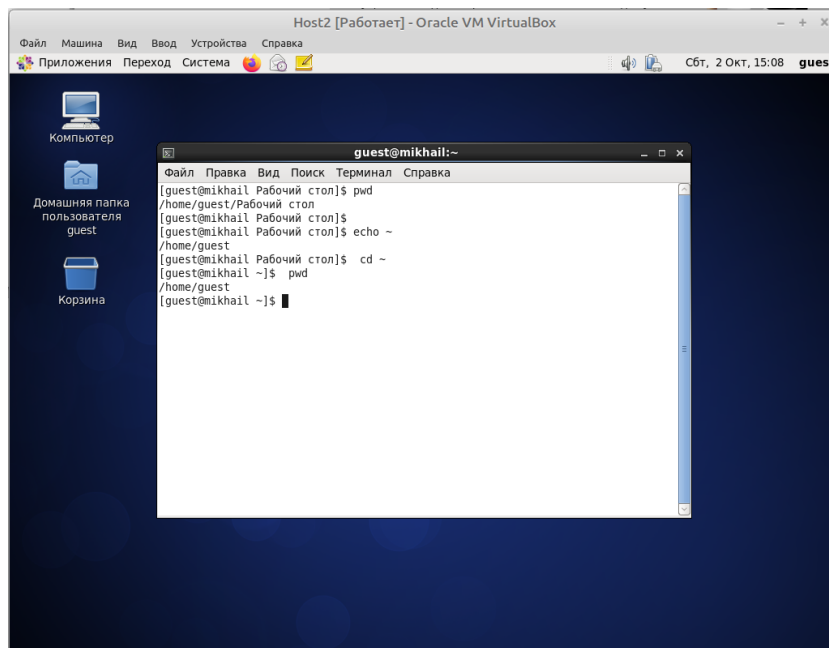 Host2 [Работает] - Oracle VM VirtualBox
Файл Машина Вид Ввод Устройства Справка
Приложения Переход Система Сбт, 2 Окт, 15:08 gues
Компьютер
Домашняя папка
пользователя
guest
Корзина
guest@mikhail:~
Файл Правка Вид Поиск Терминал Справка
[guest@mikhail Рабочий стол]$ pwd
/home/guest/Рабочий стол
[guest@mikhail Рабочий стол]$
[guest@mikhail Рабочий стол]$ echo ~
/home/guest
[guest@mikhail Рабочий стол]$  cd ~
[guest@mikhail ~]$  pwd
/home/guest
[guest@mikhail ~]$